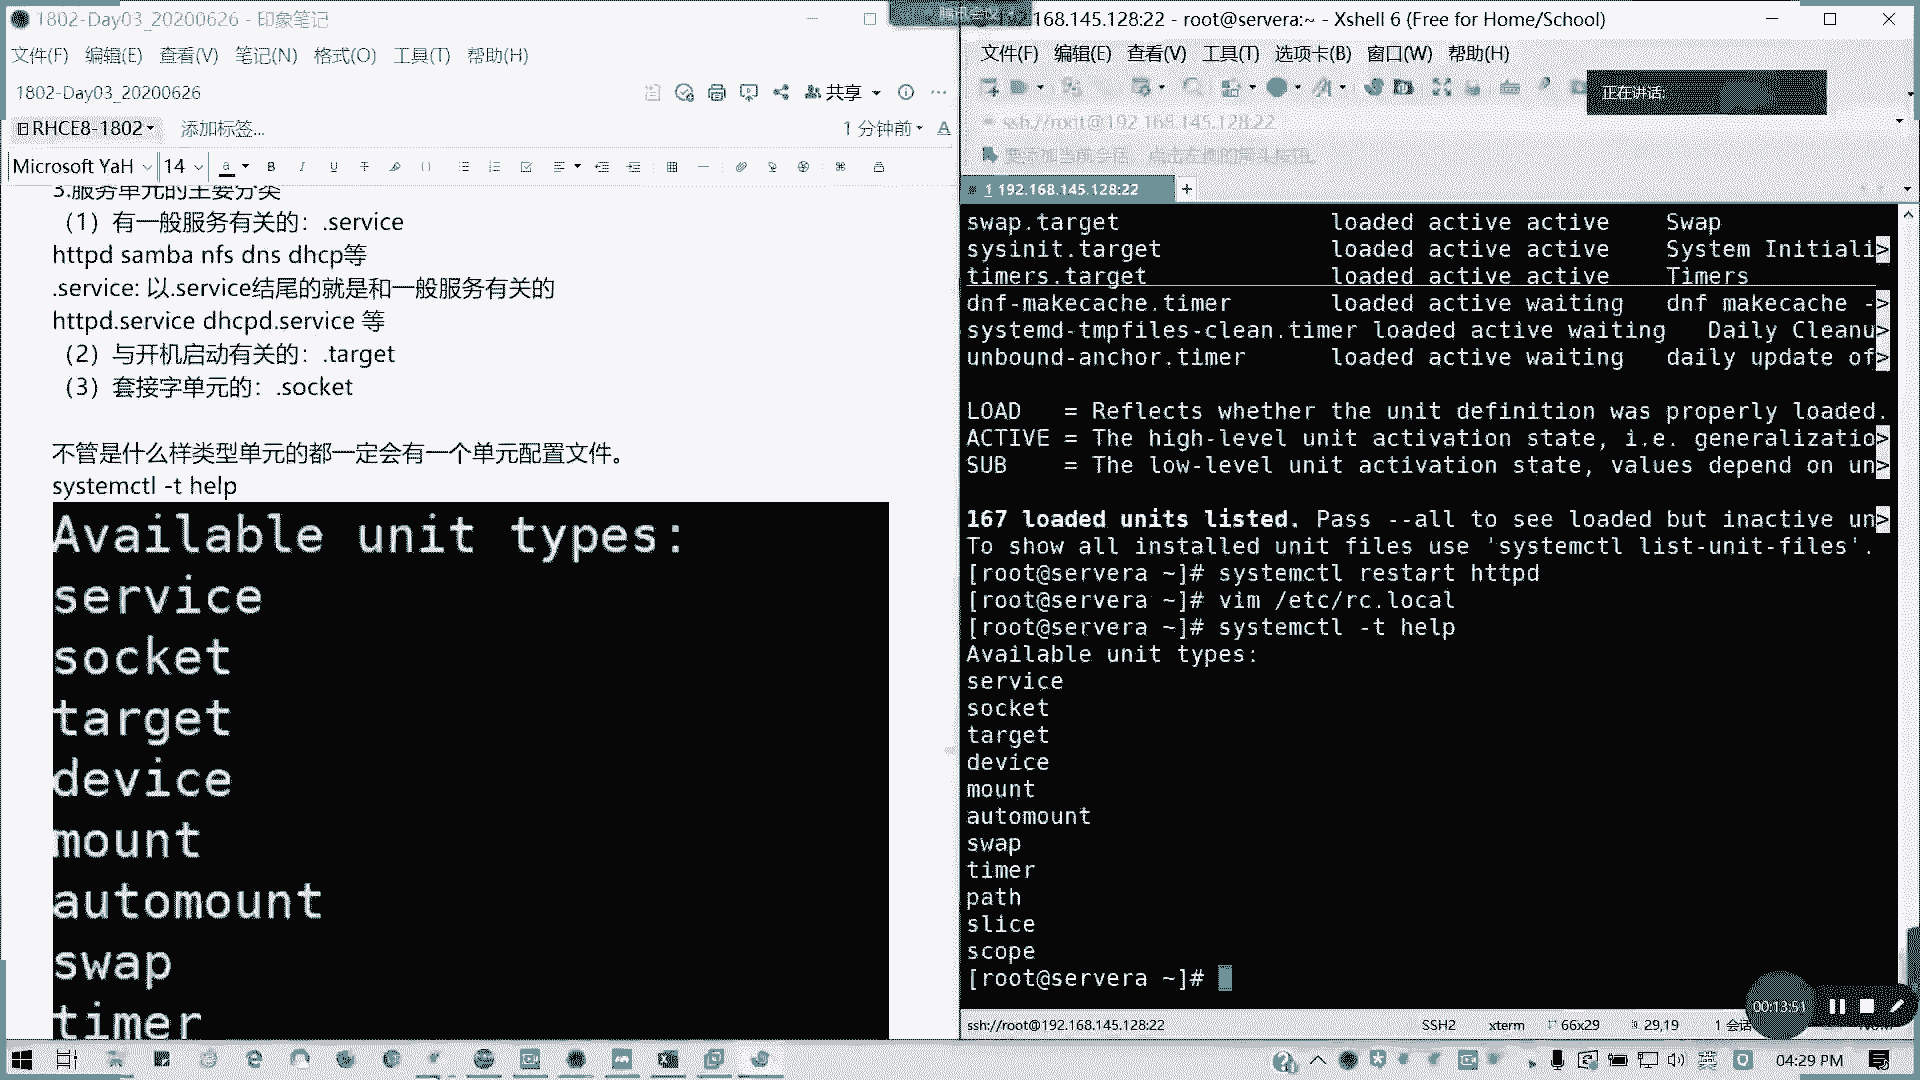 1802-Day03_20200626 - 印象笔记
文件(F) 编辑(E) 查看(V) 笔记(N) 格式(O) 工具(T) 帮助(H)
1802-Day03_20200626
共享
RHCE8-1802 添加标签...
1 分钟前
Microsoft YaH 14
3.服务单元的主要分类
（1）有一般服务有关的：.service
httpd samba nfs dns dhcp等
.service: 以.service结尾的就是和一般服务有关的
httpd.service dhcpd.service 等
（2）与开机启动有关的：.target
（3）套接字单元的：.socket
不管是什么样类型单元的都一定会有一个单元配置文件。
systemctl -t help
Available unit types:
service
socket
target
device
mount
automount
swap
timer
168.145.128:22 - root@servera:~ - Xshell 6 (Free for Home/School)
文件(F) 编辑(E) 查看(V) 工具(T) 选项卡(B) 窗口(W) 帮助(H)
正在讲话:
ssh://root@192.168.145.128:22
要添加当前会话，点击左侧的箭头按钮。
1 192.168.145.128:22
swap.target loaded active active Swap
sysinit.target loaded active active System Initiali>
timers.target loaded active active Timers
dnf-makecache.timer loaded active waiting dnf makecache ->
systemd-tmpfiles-clean.timer loaded active waiting Daily Cleanu>
unbound-anchor.timer loaded active waiting daily update of>
LOAD = Reflects whether the unit definition was properly loaded.
ACTIVE = The high-level unit activation state, i.e. generalizatio>
SUB = The low-level unit activation state, values depend on un>
167 loaded units listed. Pass --all to see loaded but inactive un>
To show all installed unit files use 'systemctl list-unit-files'.
[root@servera ~]# systemctl restart httpd
[root@servera ~]# vim /etc/rc.local
[root@servera ~]# systemctl -t help
Available unit types:
service
socket
target
device
mount
automount
swap
timer
path
slice
scope
[root@servera ~]#
00:13:51
ssh://root@192.168.145.128:22 SSH2 xterm 66x29 29,19 1 会话
英
04:29 PM